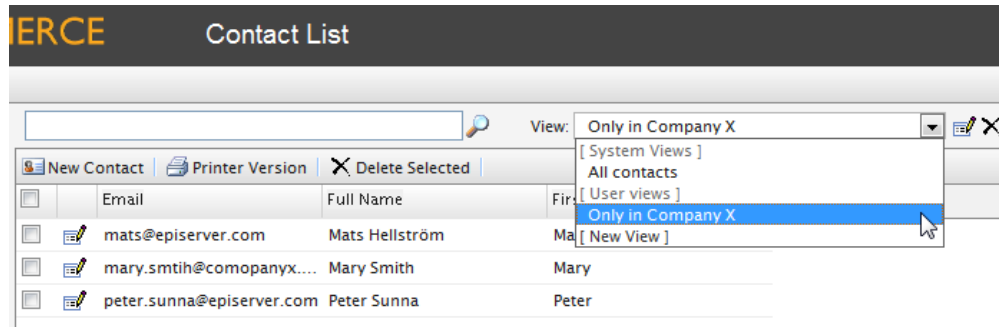 IERCE Contact List
View: Only in Company X
[ System Views ]
All contacts
[ User views ]
Only in Company X
[ New View ]
New Contact Printer Version Delete Selected
Email Full Name Firs
mats@episerver.com Mats Hellström Ma
mary.smtih@comopanyx.... Mary Smith Mary
peter.sunna@episerver.com Peter Sunna Peter